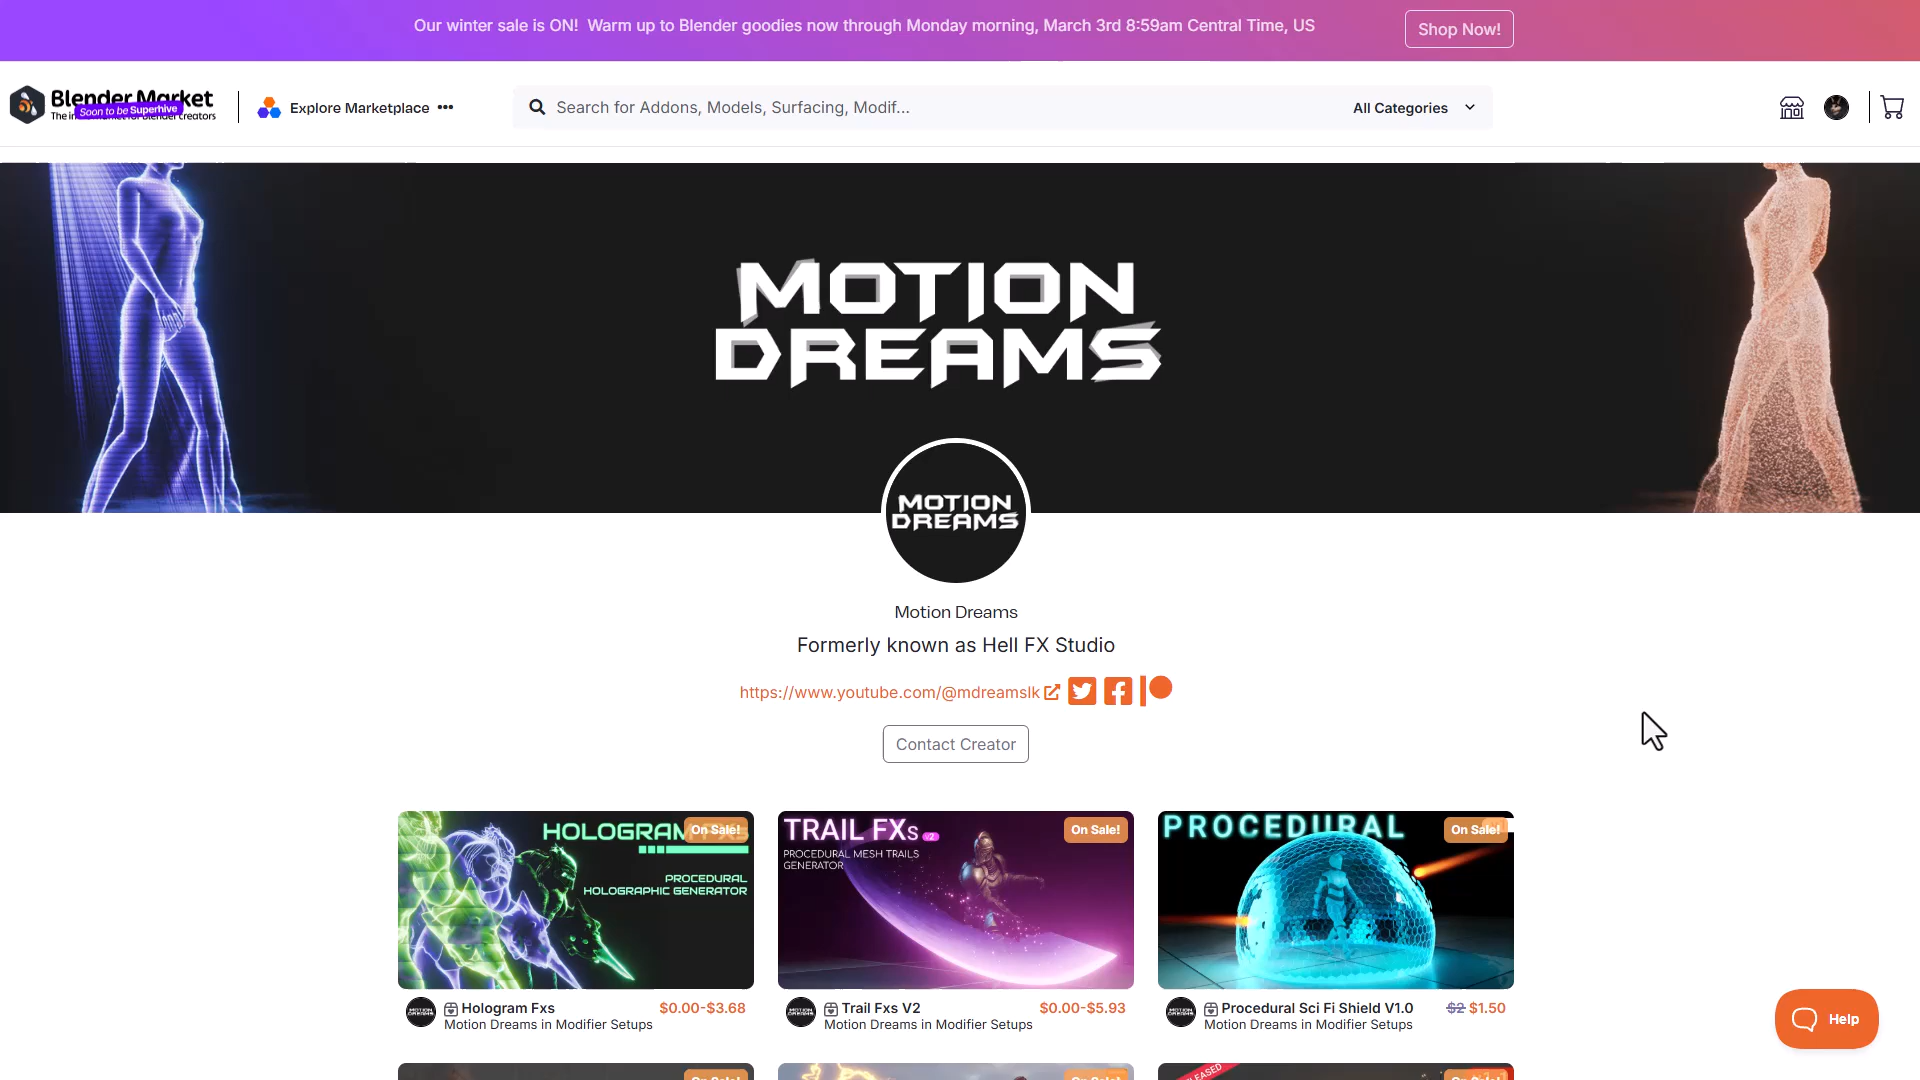 Our winter sale is ON!  Warm up to Blender goodies now through Monday morning, March 3rd 8:59am Central Time, US
Shop Now!
Blender Market
Soon to be Superhive
Explore Marketplace •••
Search for Addons, Models, Surfacing, Modif...
All Categories
MOTION
DREAMS
MOTION
DREAMS
Motion Dreams
Formerly known as Hell FX Studio
https://www.youtube.com/@mdreamslk
Contact Creator
On Sale!
PROCEDURAL
HOLOGRAPHIC GENERATOR
TRAIL FXs V2
On Sale!
PROCEDURAL MESH TRAILS
GENERATOR
PROCEDURAL
On Sale!
Hologram Fxs
$0.00-$3.68
Motion Dreams in Modifier Setups
Trail Fxs V2
$0.00-$5.93
Motion Dreams in Modifier Setups
Procedural Sci Fi Shield V1.0
$2 $1.50
Motion Dreams in Modifier Setups
Help